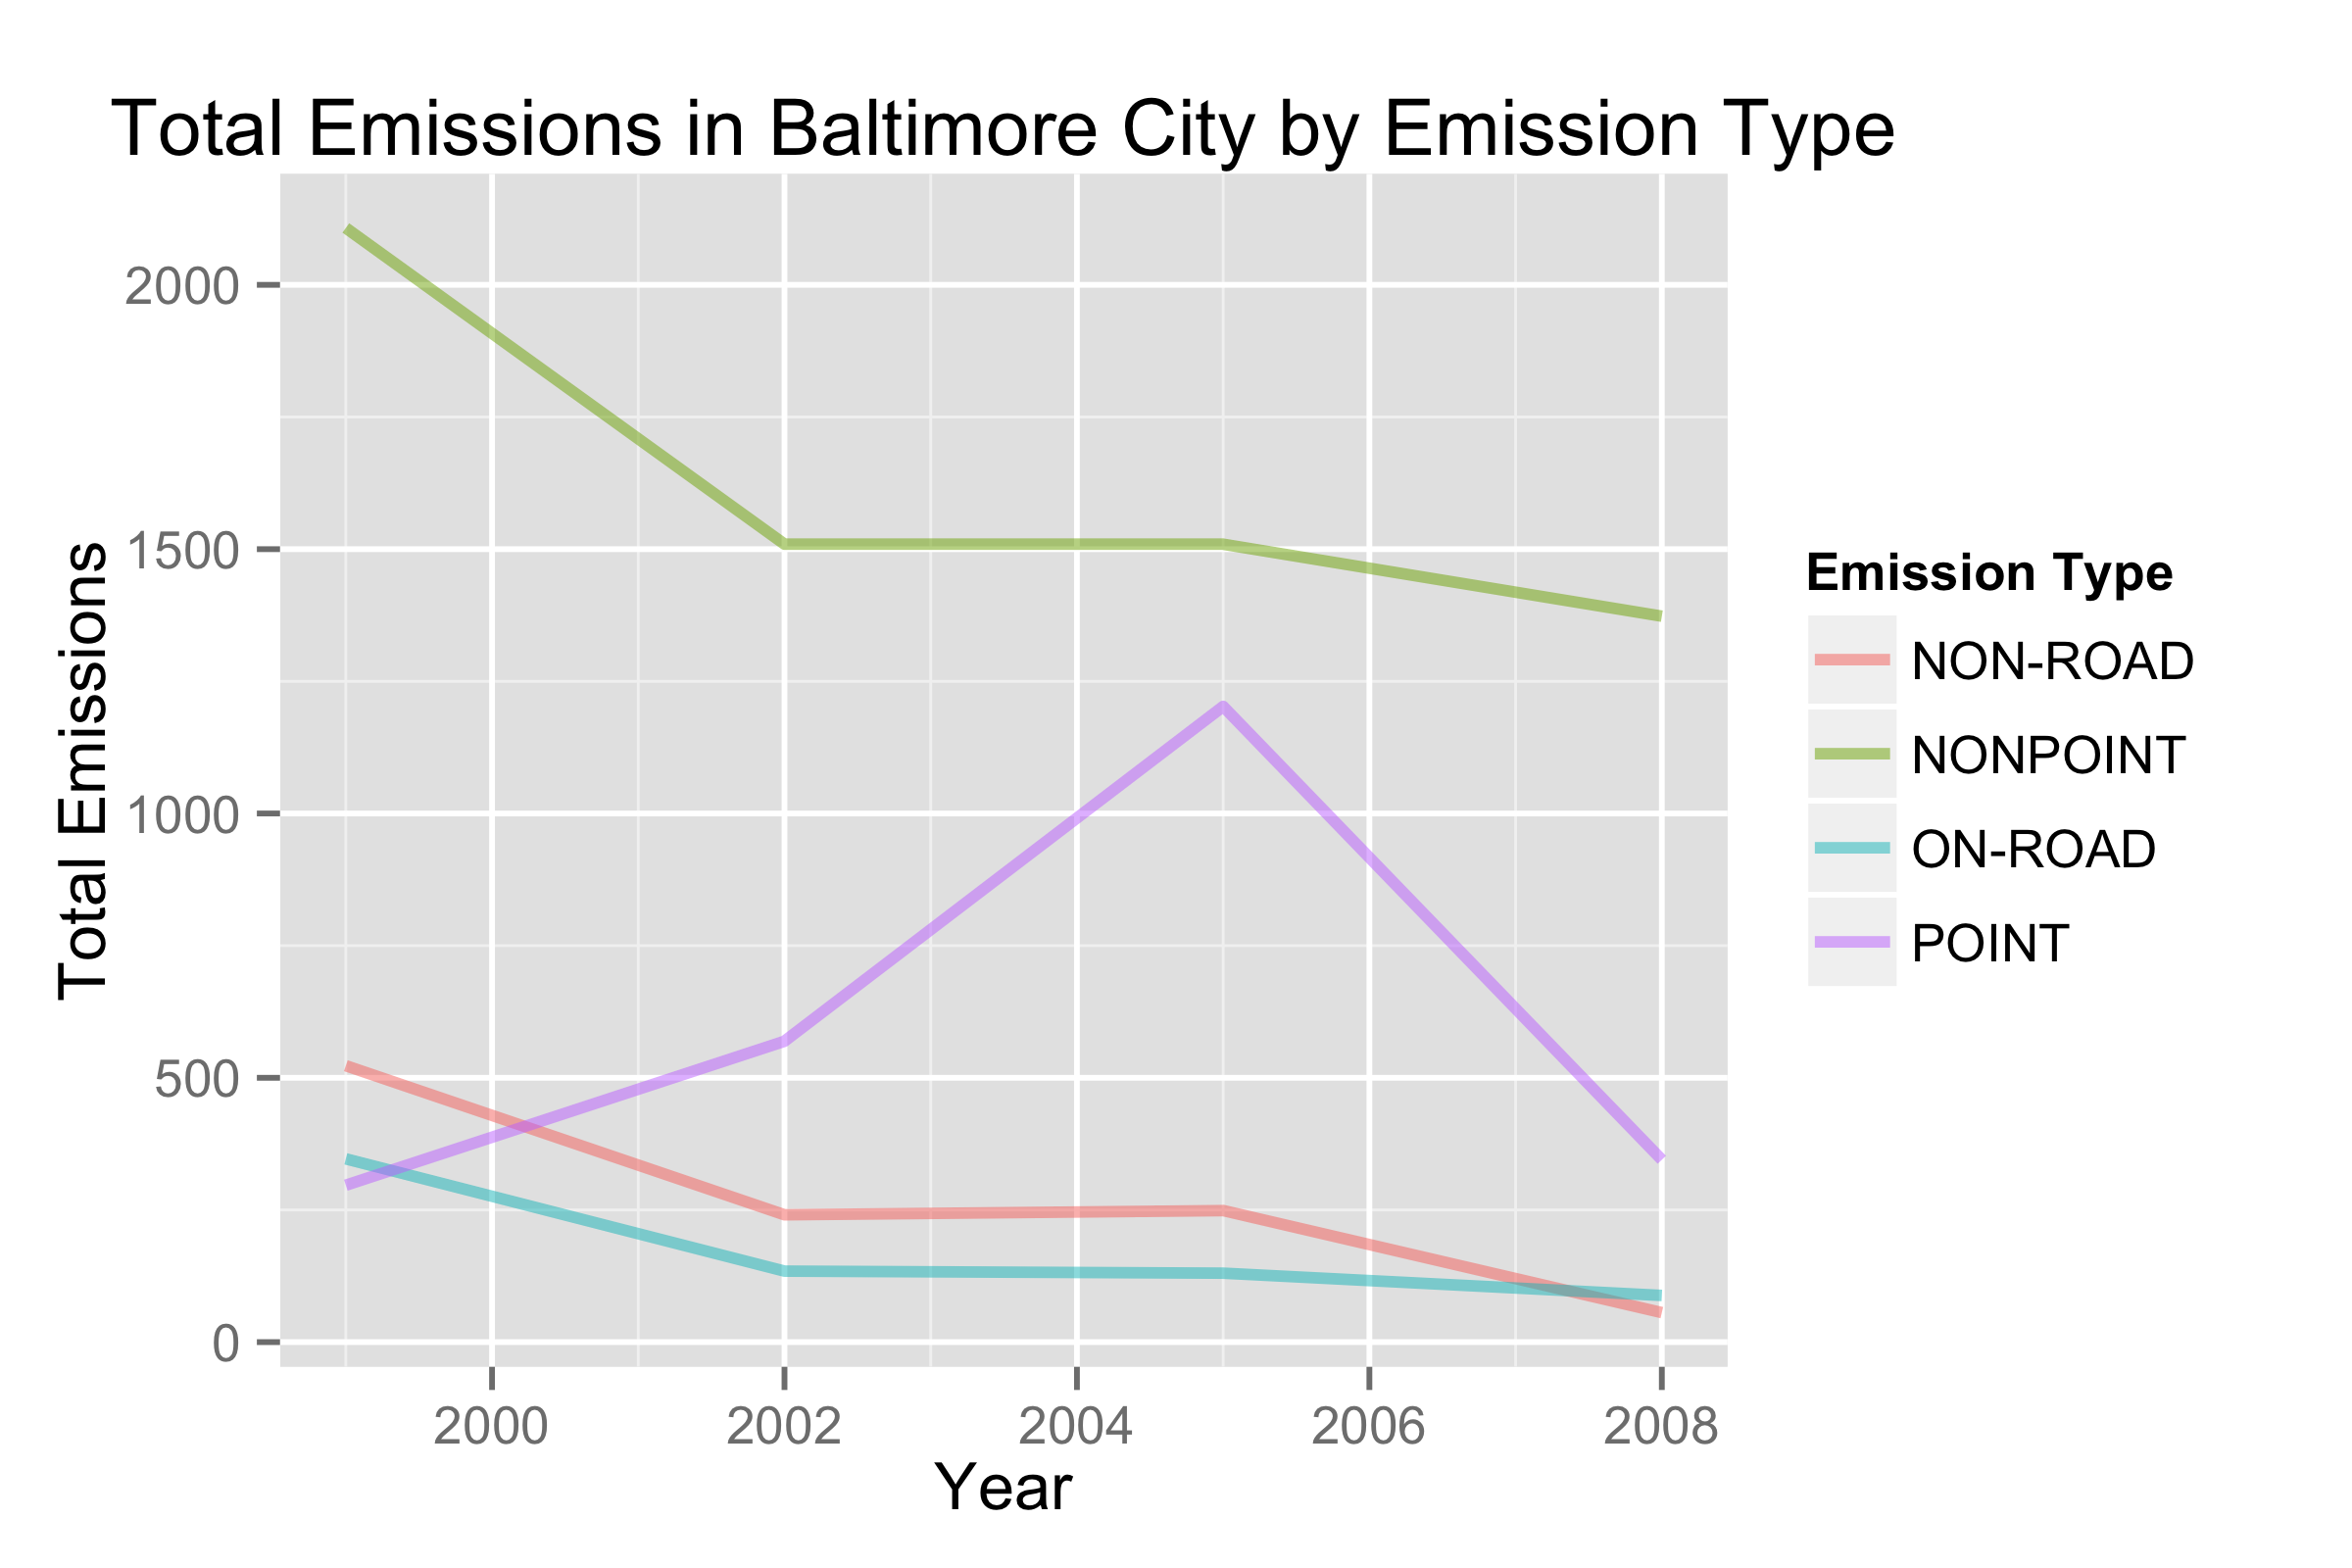 Total Emissions in Baltimore City by Emission Type
Total Emissions
2000
1500
1000
500
0
2000 2002 2004 2006 2008
Year
Emission Type
NON-ROAD
NONPOINT
ON-ROAD
POINT